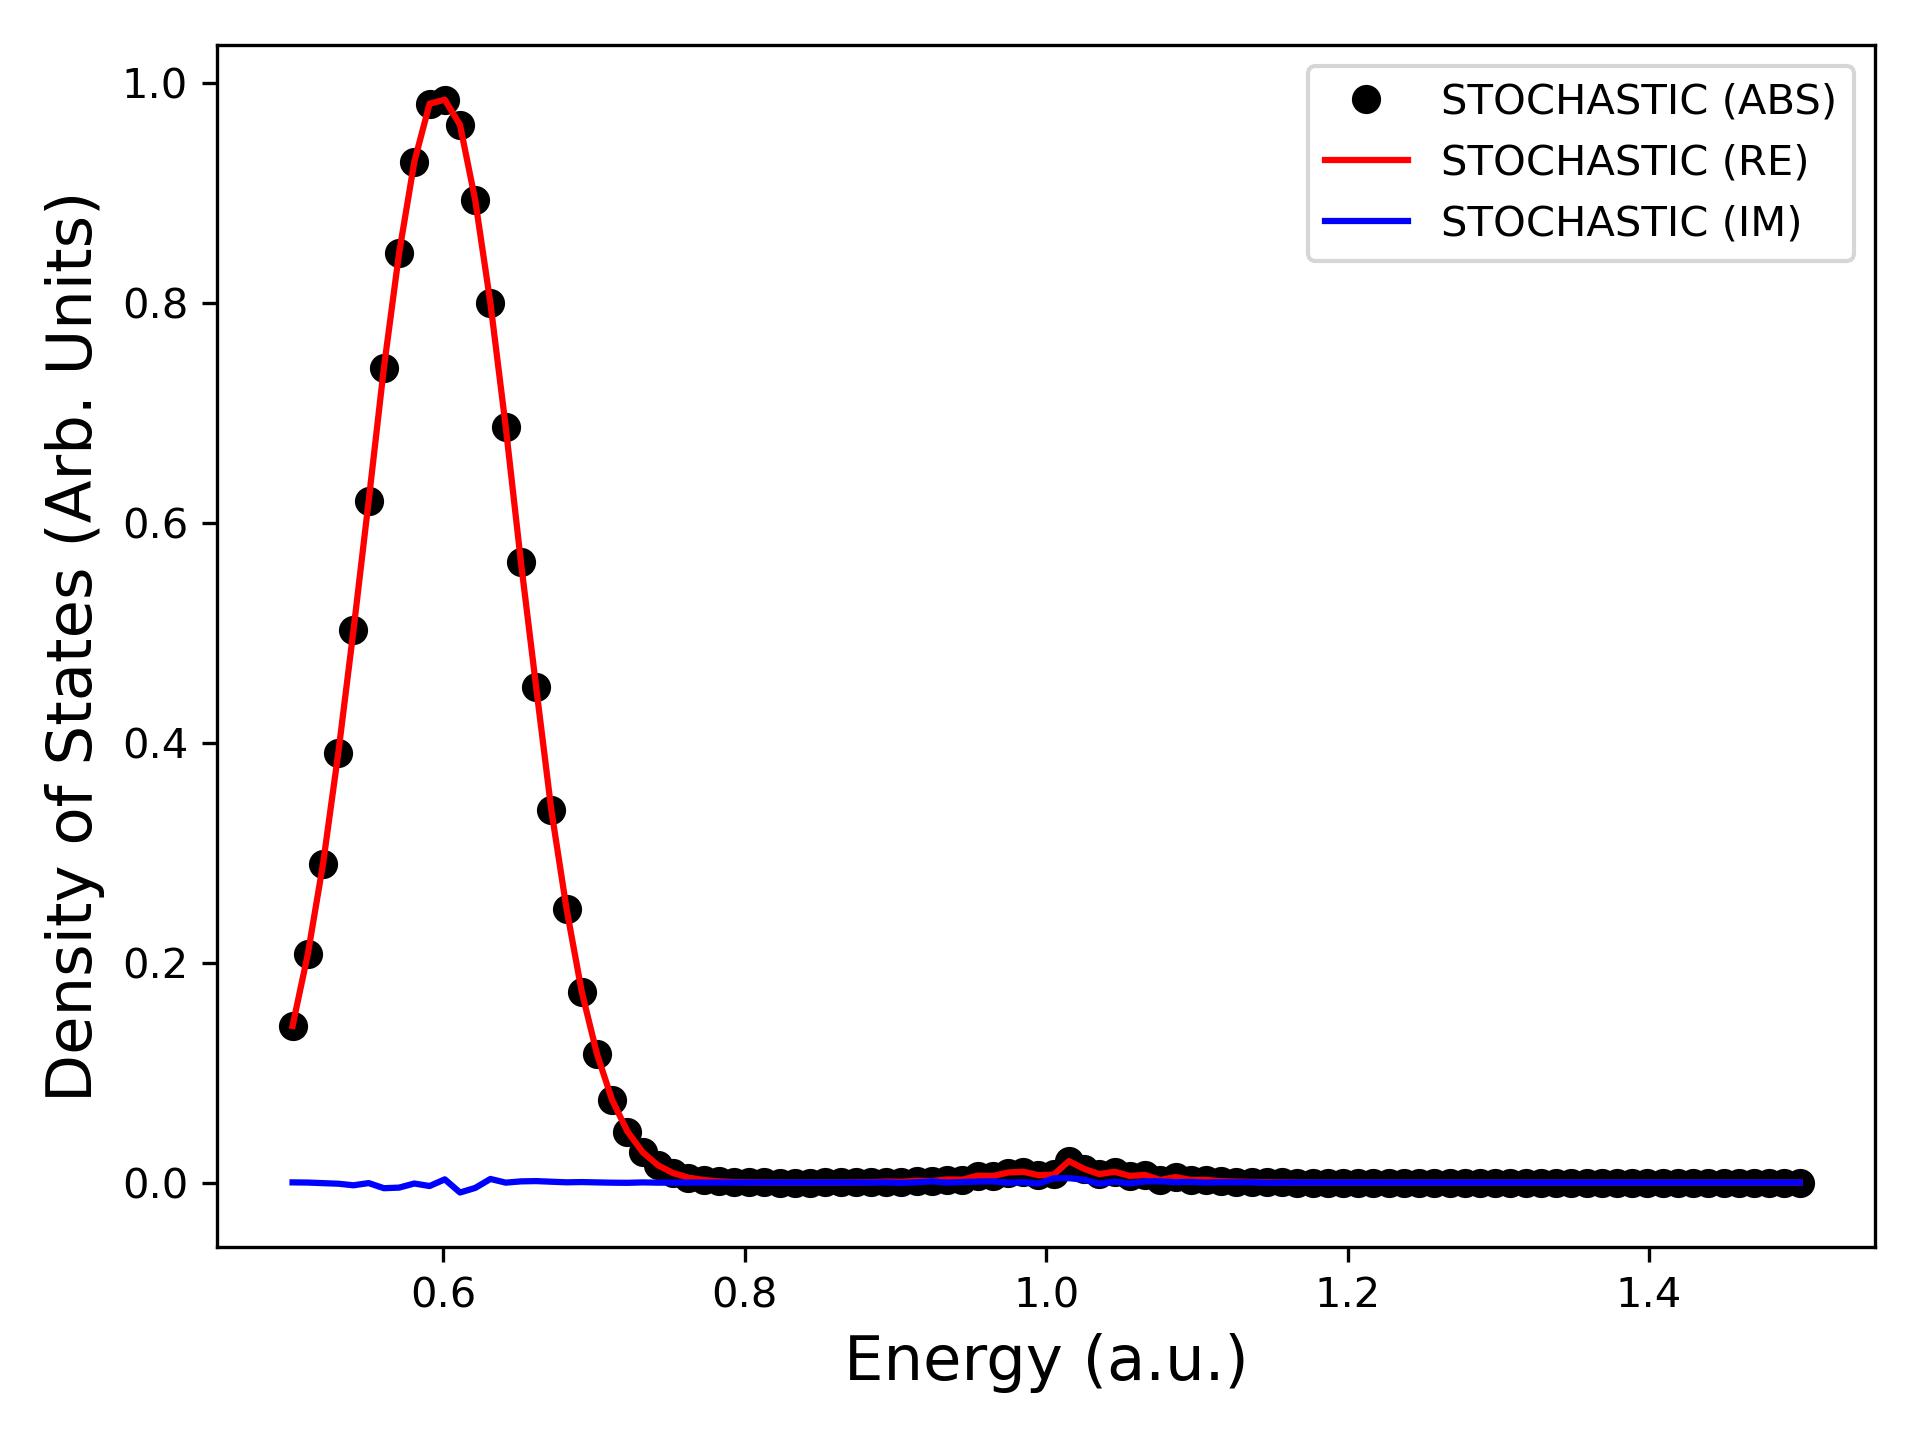 STOCHASTIC (ABS)
STOCHASTIC (RE)
STOCHASTIC (IM)
Density of States (Arb. Units)
1.0
0.8
0.6
0.4
0.2
0.0
0.6 0.8 1.0 1.2 1.4
Energy (a.u.)